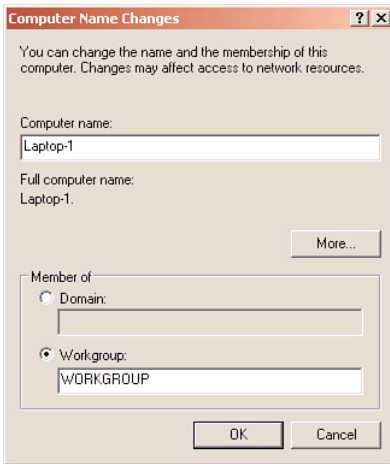 Computer Name Changes
You can change the name and the membership of this
computer. Changes may affect access to network resources.
Computer name:
Laptop-1
Full computer name:
Laptop-1.
More...
Member of
Domain:
Workgroup:
WORKGROUP
OK Cancel